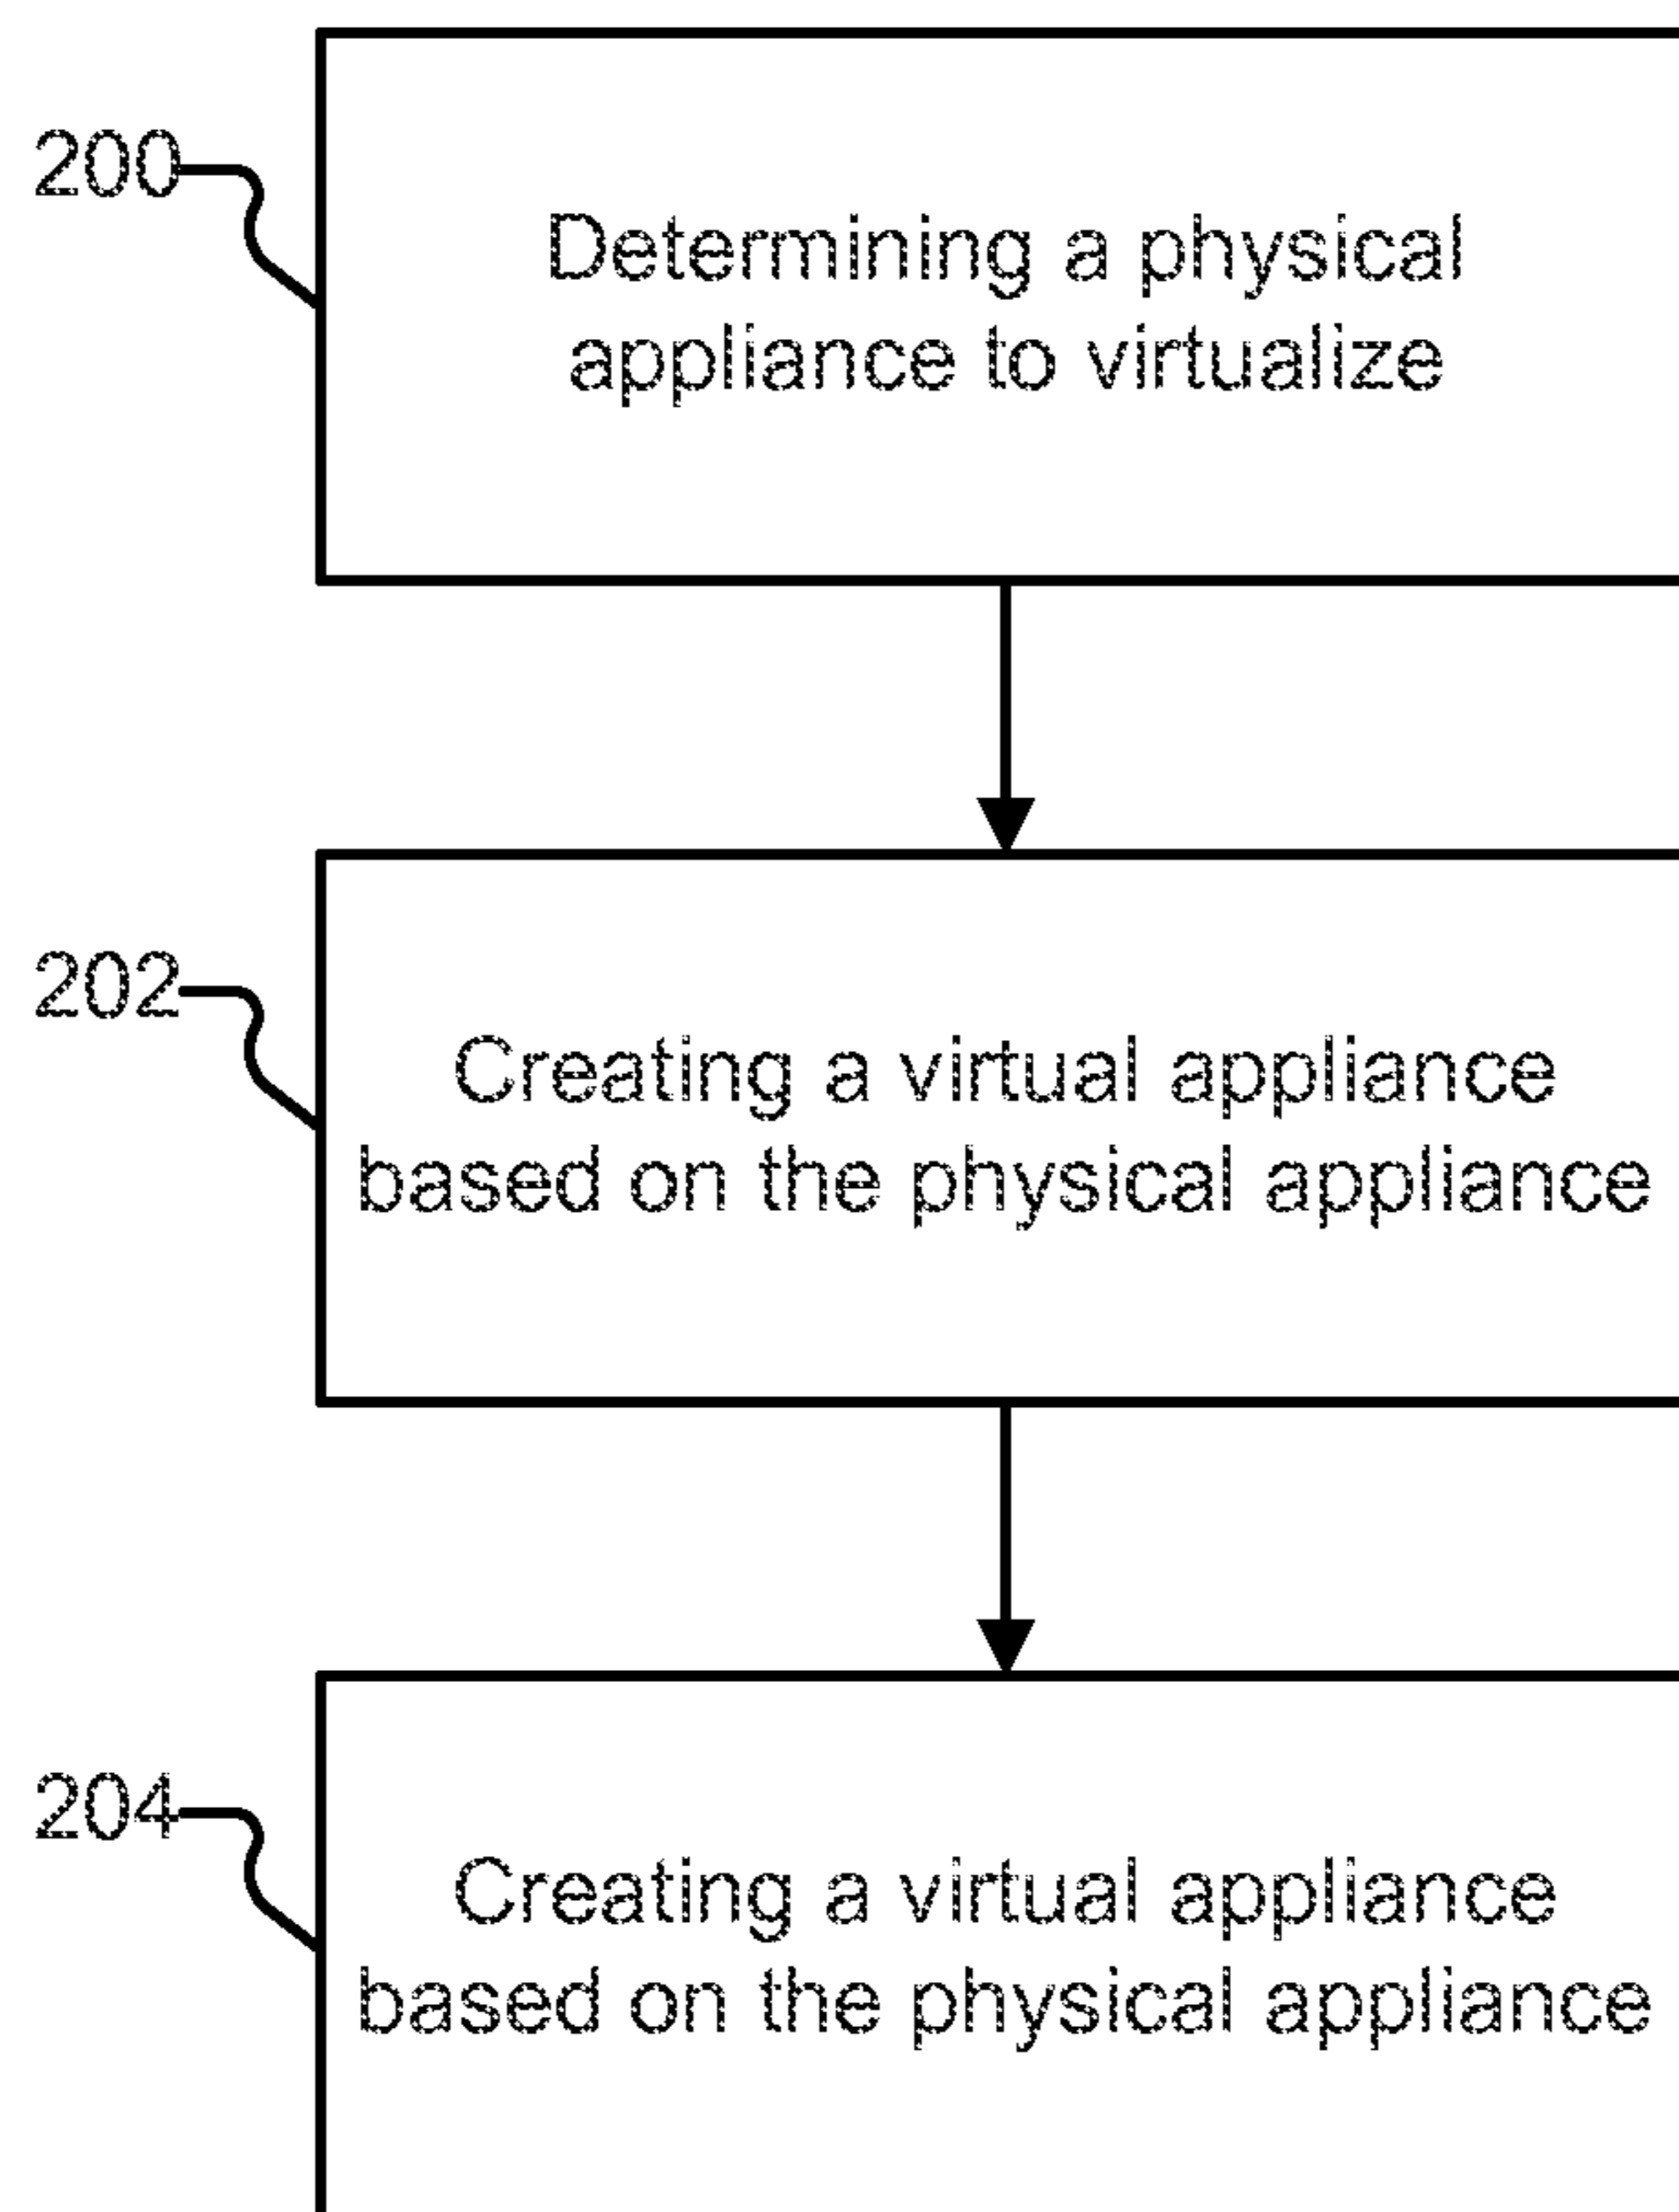 200
Determining a physical
appliance to virtualize
202
Creating a virtual appliance
based on the physical appliance
204
Creating a virtual appliance
based on the physical appliance